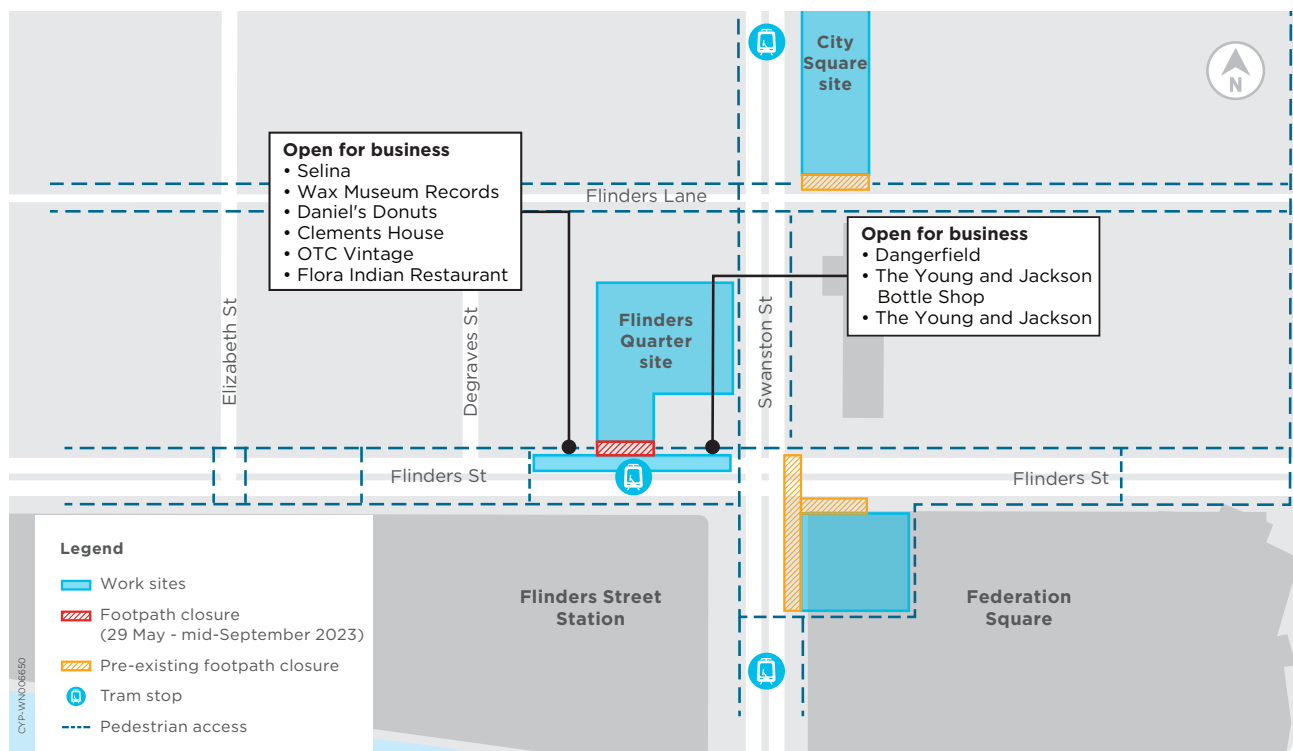 City
Square
site
N
Open for business
• Selina
• Wax Museum Records
• Daniel's Donuts
• Clements House
• OTC Vintage
• Flora Indian Restaurant
Flinders Lane
Open for business
• Dangerfield
• The Young and Jackson
Bottle Shop
• The Young and Jackson
Elizabeth St
Degraves St
Flinders
Quarter
site
Swanston St
Flinders St
Flinders St
Legend
Work sites
Footpath closure
(29 May - mid-September 2023)
Pre-existing footpath closure
Tram stop
Pedestrian access
Flinders Street
Station
Federation
Square
CYP-WN006650